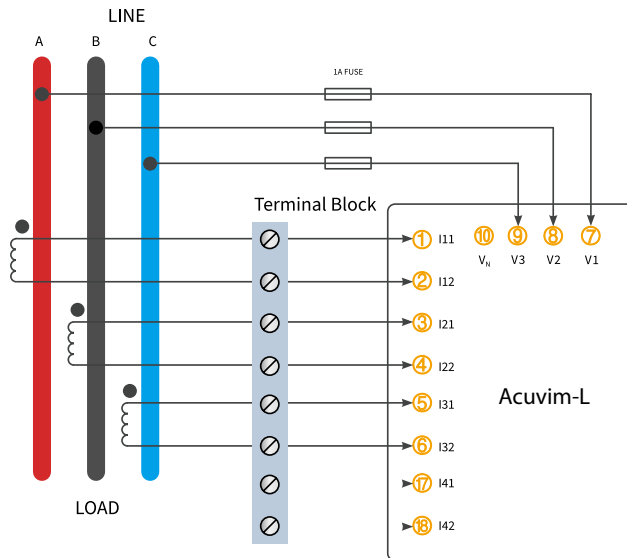 LINE
A B C
1A FUSE
Terminal Block
1 I11
10 9 8 7
VN V3 V2 V1
2 I12
3 I21
4 I22
5 I31
Acuvim-L
6 I32
17 I41
LOAD
18 I42